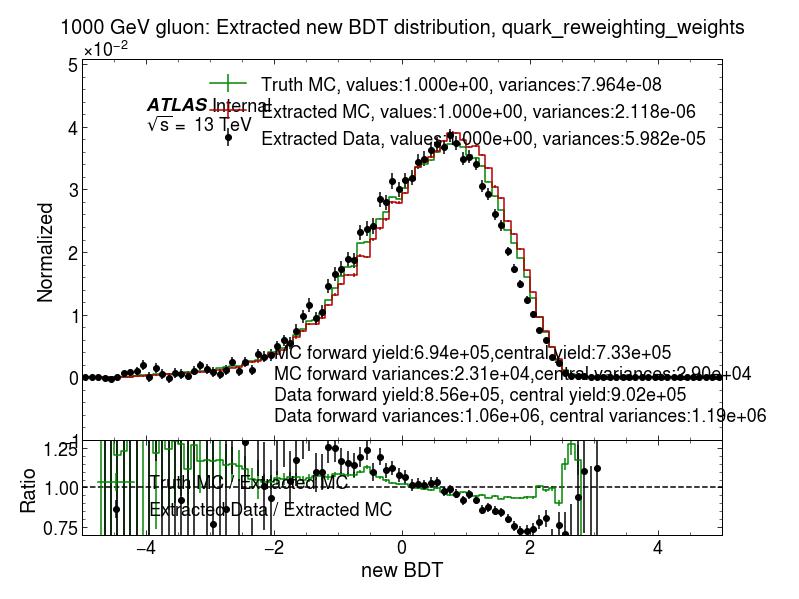 1000 GeV gluon: Extracted new BDT distribution, quark_reweighting_weights
×10⁻²
Truth MC, values:1.000e+00, variances:7.964e-08
ATLAS Internal
Extracted MC, values:1.000e+00, variances:2.118e-06
√s = 13 TeV
Extracted Data, values:1.000e+00, variances:5.982e-05
5
4
3
2
1
0
Normalized
MC forward yield:6.94e+05,central yield:7.33e+05
MC forward variances:2.31e+04,central variances:2.90e+04
Data forward yield:8.56e+05, central yield:9.02e+05
Data forward variances:1.06e+06, central variances:1.19e+06
1.25
1.00
0.75
Ratio
Truth MC / Extracted MC
Extracted Data / Extracted MC
−4 −2 0 2 4
new BDT